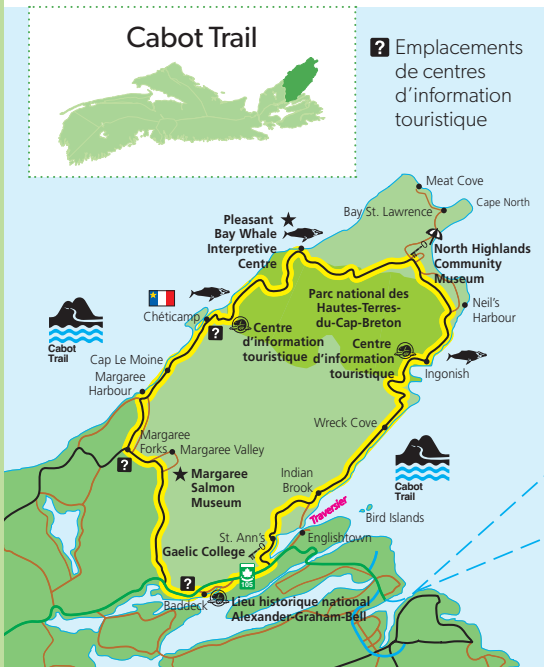 Cabot Trail
? Emplacements
de centres
d'information
touristique
Meat Cove
Bay St. Lawrence
Cape North
Pleasant
Bay Whale
Interpretive
Centre
North Highlands
Community
Museum
Parc national des
Hautes-Terres-
du-Cap-Breton
Neil's
Harbour
Chéticamp
?
Centre
d'information
touristique
Centre
d'information
touristique
Ingonish
Cabot
Trail
Cap Le Moine
Margaree
Harbour
Wreck Cove
Margaree
Forks
Margaree Valley
?
Margaree
Salmon
Museum
Cabot
Trail
Indian
Brook
Traversier
Bird Islands
St. Ann's
Englishtown
Gaelic College
105
?
Baddeck
Lieu historique national
Alexander-Graham-Bell